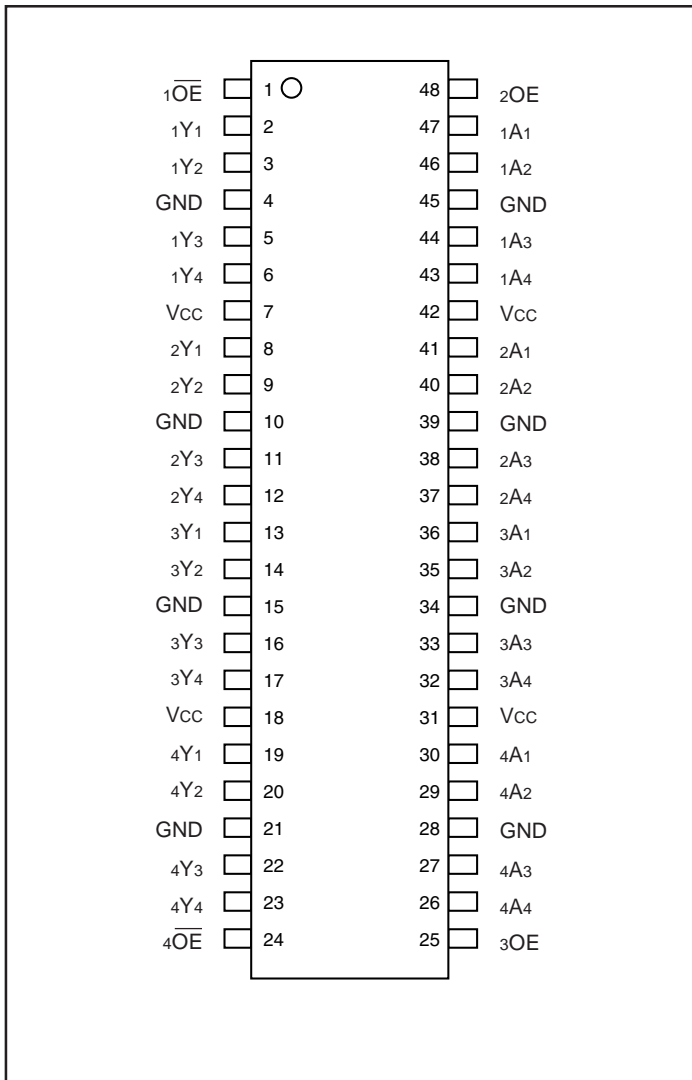 1O̅E̅ 1 48 2OE
1Y1 2 47 1A1
1Y2 3 46 1A2
GND 4 45 GND
1Y3 5 44 1A3
1Y4 6 43 1A4
VCC 7 42 VCC
2Y1 8 41 2A1
2Y2 9 40 2A2
GND 10 39 GND
2Y3 11 38 2A3
2Y4 12 37 2A4
3Y1 13 36 3A1
3Y2 14 35 3A2
GND 15 34 GND
3Y3 16 33 3A3
3Y4 17 32 3A4
VCC 18 31 VCC
4Y1 19 30 4A1
4Y2 20 29 4A2
GND 21 28 GND
4Y3 22 27 4A3
4Y4 23 26 4A4
4O̅E̅ 24 25 3OE